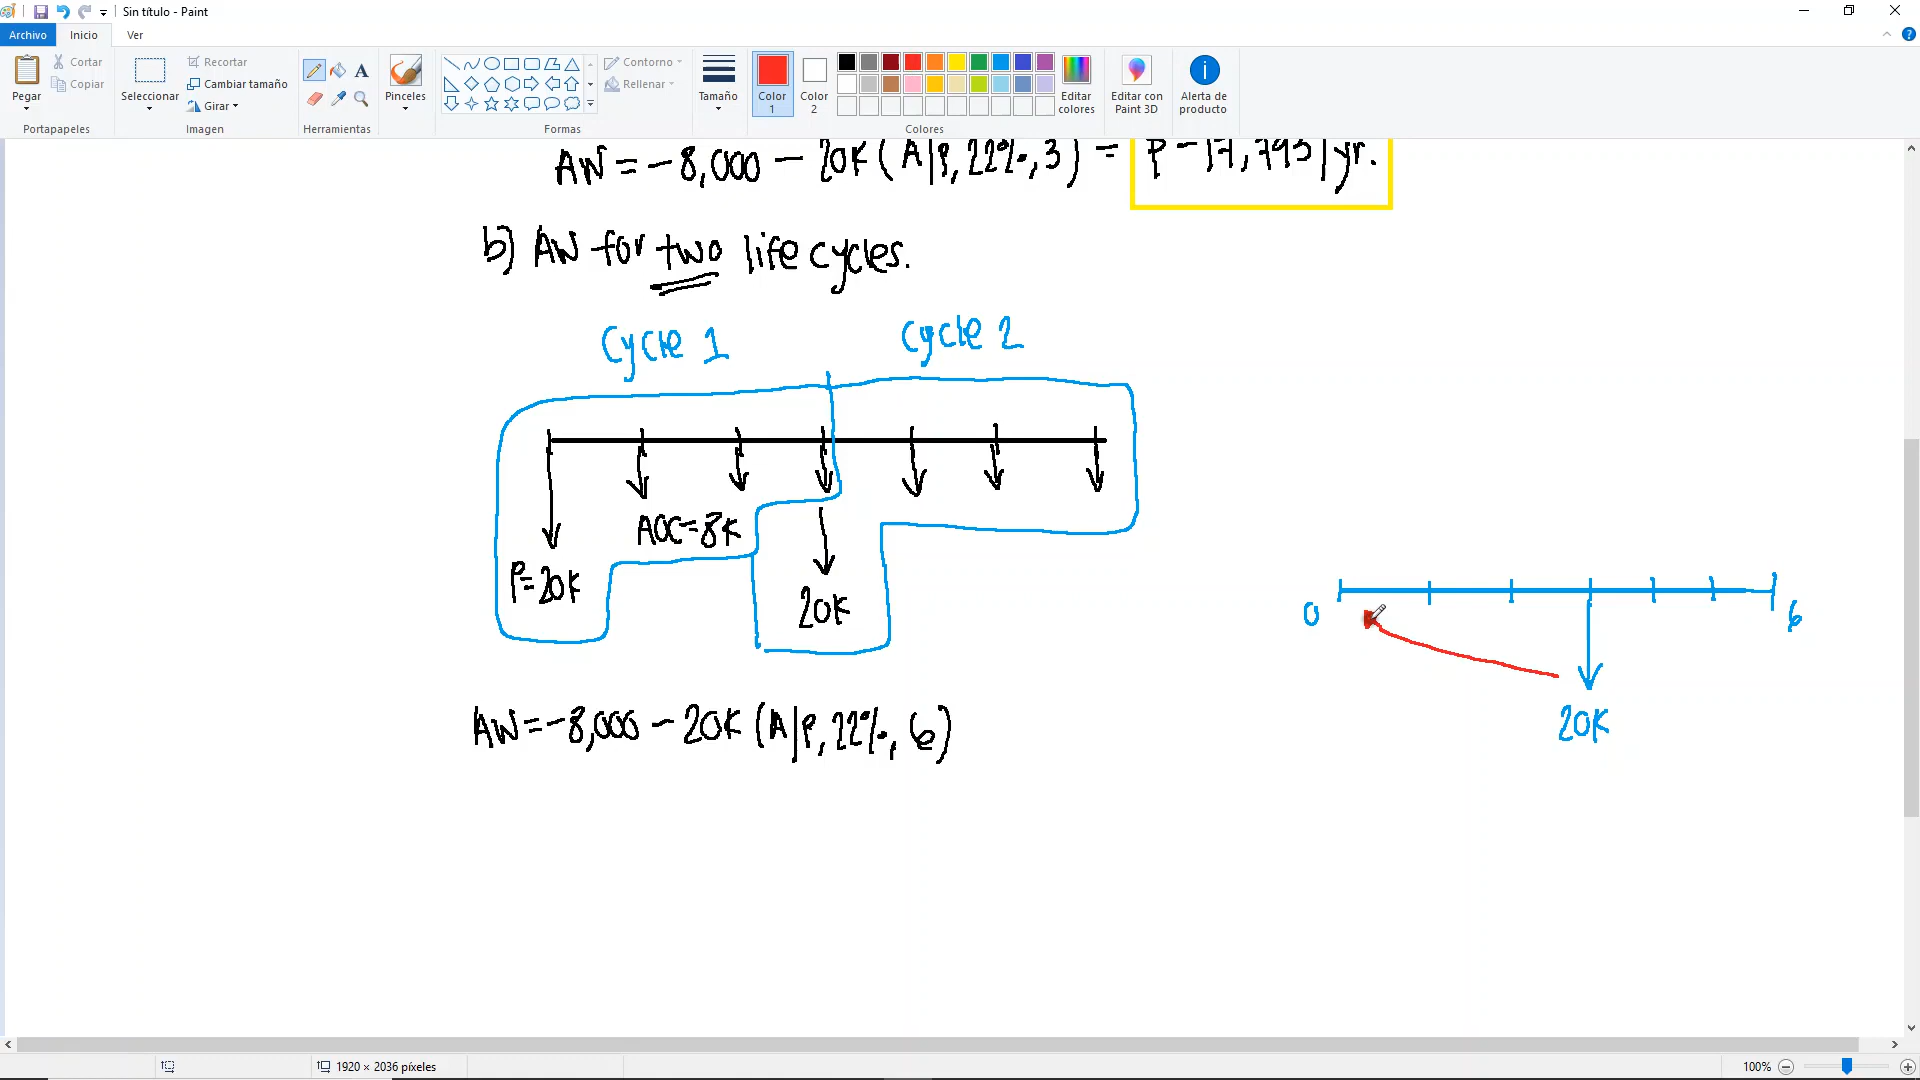 Sin título - Paint
Archivo Inicio Ver
Pegar
Cortar
Copiar
Portapapeles
Seleccionar
Recortar
Cambiar tamaño
Girar
Imagen
A
Herramientas
Pinceles
Contorno
Rellenar
Formas
Tamaño
Color 1
Color 2
Editar colores
Colores
Editar con Paint 3D
Alerta de producto
AW = -8,000 - 20K (A|P, 22%, 3) = -17,793/yr.
b) AW for two life cycles.
Cycle 1
Cycle 2
AOC=8K
P=20K
20K
AW=-8,000 - 20K (A|P, 22%, 6)
0
6
20K
1920 × 2036 píxeles
100%